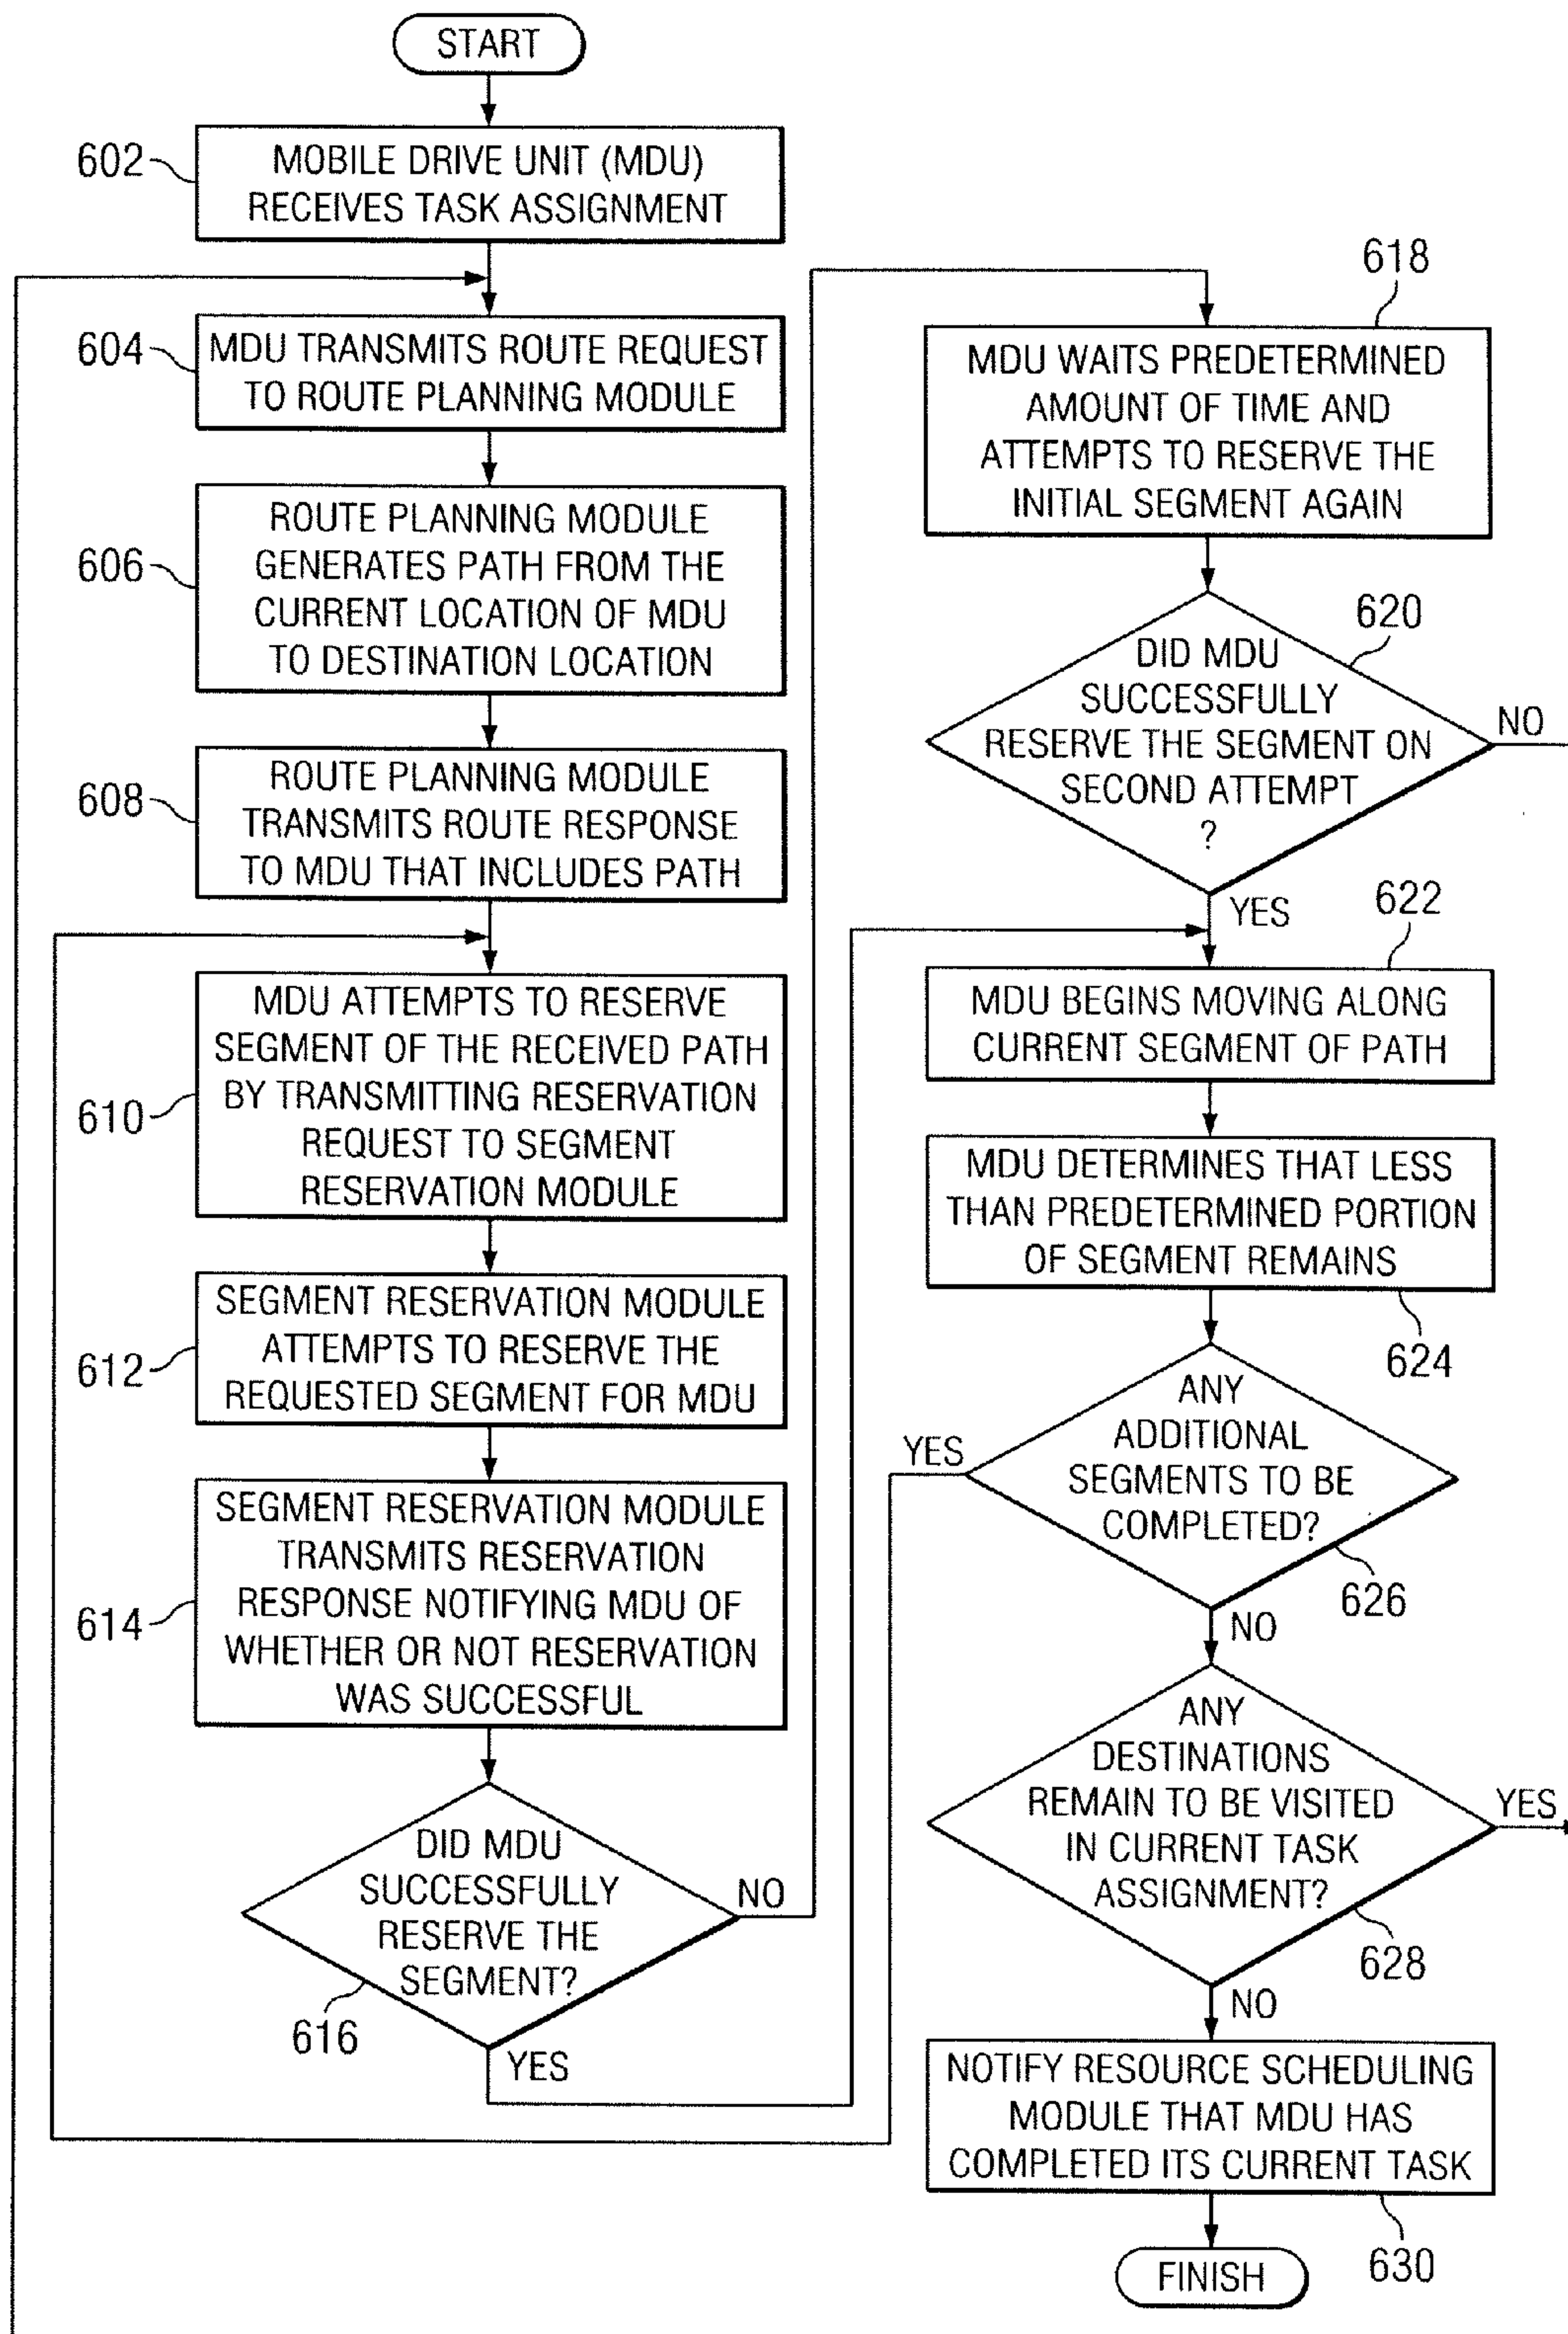 START
602
MOBILE DRIVE UNIT (MDU)
RECEIVES TASK ASSIGNMENT
604
MDU TRANSMITS ROUTE REQUEST
TO ROUTE PLANNING MODULE
606
ROUTE PLANNING MODULE
GENERATES PATH FROM THE
CURRENT LOCATION OF MDU
TO DESTINATION LOCATION
608
ROUTE PLANNING MODULE
TRANSMITS ROUTE RESPONSE
TO MDU THAT INCLUDES PATH
610
MDU ATTEMPTS TO RESERVE
SEGMENT OF THE RECEIVED PATH
BY TRANSMITTING RESERVATION
REQUEST TO SEGMENT
RESERVATION MODULE
612
SEGMENT RESERVATION MODULE
ATTEMPTS TO RESERVE THE
REQUESTED SEGMENT FOR MDU
614
SEGMENT RESERVATION MODULE
TRANSMITS RESERVATION
RESPONSE NOTIFYING MDU OF
WHETHER OR NOT RESERVATION
WAS SUCCESSFUL
DID MDU
SUCCESSFULLY
RESERVE THE
SEGMENT?
NO
616
YES
618
MDU WAITS PREDETERMINED
AMOUNT OF TIME AND
ATTEMPTS TO RESERVE THE
INITIAL SEGMENT AGAIN
620
DID MDU
SUCCESSFULLY
RESERVE THE SEGMENT ON
SECOND ATTEMPT
?
NO
YES
622
MDU BEGINS MOVING ALONG
CURRENT SEGMENT OF PATH
MDU DETERMINES THAT LESS
THAN PREDETERMINED PORTION
OF SEGMENT REMAINS
624
ANY
ADDITIONAL
SEGMENTS TO BE
COMPLETED?
YES
626
NO
ANY
DESTINATIONS
REMAIN TO BE VISITED
IN CURRENT TASK
ASSIGNMENT?
YES
628
NO
NOTIFY RESOURCE SCHEDULING
MODULE THAT MDU HAS
COMPLETED ITS CURRENT TASK
630
FINISH